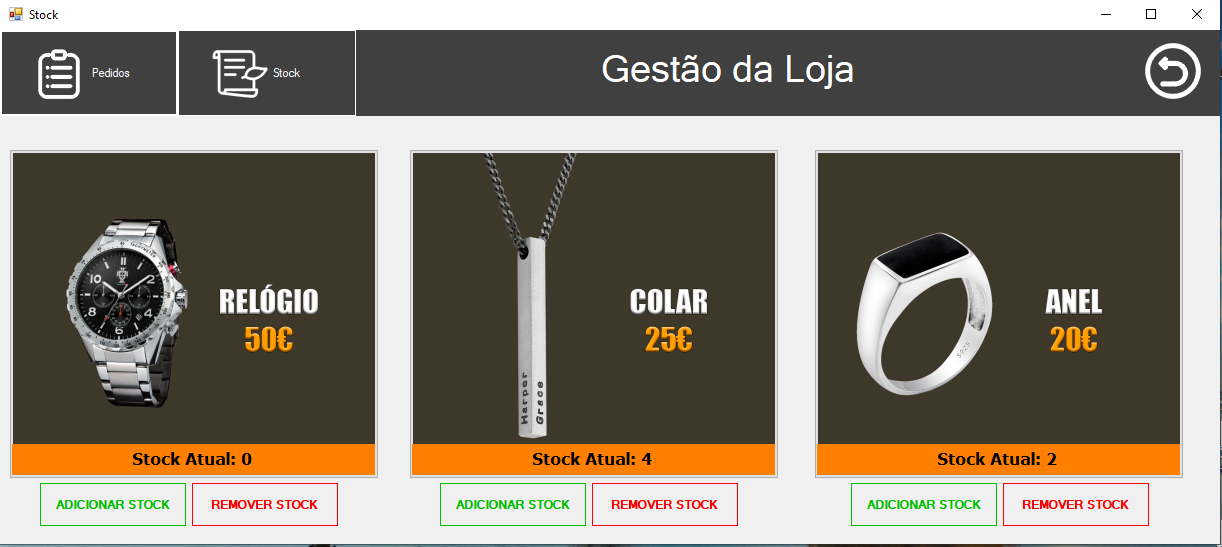 Stock
Pedidos
Stock
Gestão da Loja
RELÓGIO
50€
Harper
Grace
COLAR
25€
S925
ANEL
20€
Stock Atual: 0
Stock Atual: 4
Stock Atual: 2
ADICIONAR STOCK
REMOVER STOCK
ADICIONAR STOCK
REMOVER STOCK
ADICIONAR STOCK
REMOVER STOCK